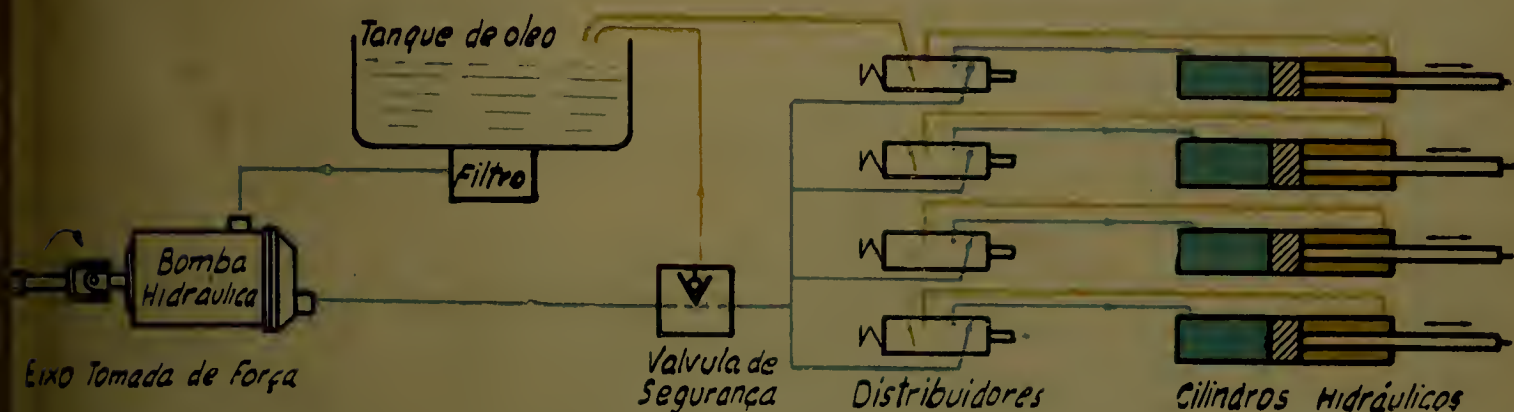 Tanque de oleo
Filtro
Bomba
Hidráulica
Eixo Tomada de Força
Valvula de
Segurança
Distribuidores
Cilindros Hidráulicos